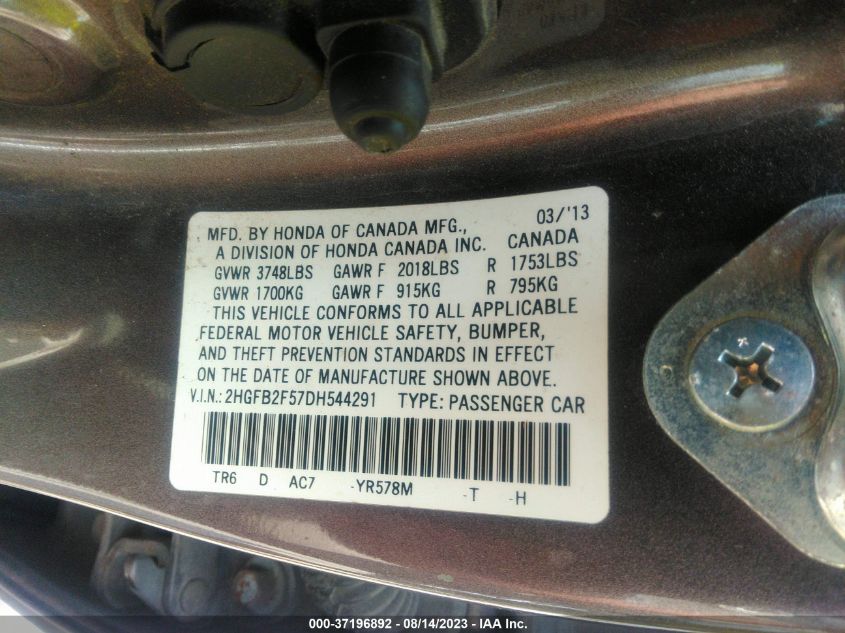 MFD. BY HONDA OF CANADA MFG., 03/'13
A DIVISION OF HONDA CANADA INC. CANADA
GVWR 3748LBS GAWR F 2018LBS R 1753LBS
GVWR 1700KG GAWR F 915KG R 795KG
THIS VEHICLE CONFORMS TO ALL APPLICABLE
FEDERAL MOTOR VEHICLE SAFETY, BUMPER,
AND THEFT PREVENTION STANDARDS IN EFFECT
ON THE DATE OF MANUFACTURE SHOWN ABOVE.
V.I.N.: 2HGFB2F57DH544291 TYPE: PASSENGER CAR
TR6 D AC7 -YR578M -T -H
000-37196892 - 08/14/2023 - IAA Inc.